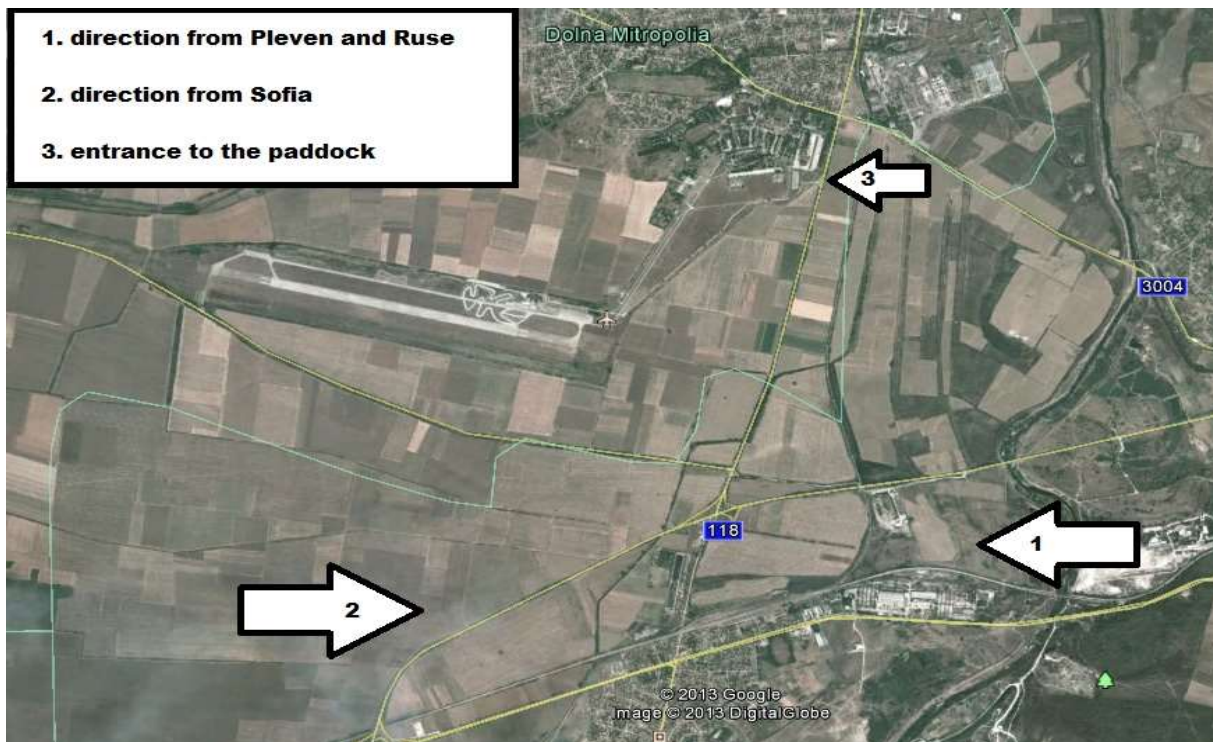 1. direction from Pleven and Ruse
2. direction from Sofia
3. entrance to the paddock
Dolna Mitropolia
3
3004
118
1
2
© 2013 Google
Image © 2013 DigitalGlobe